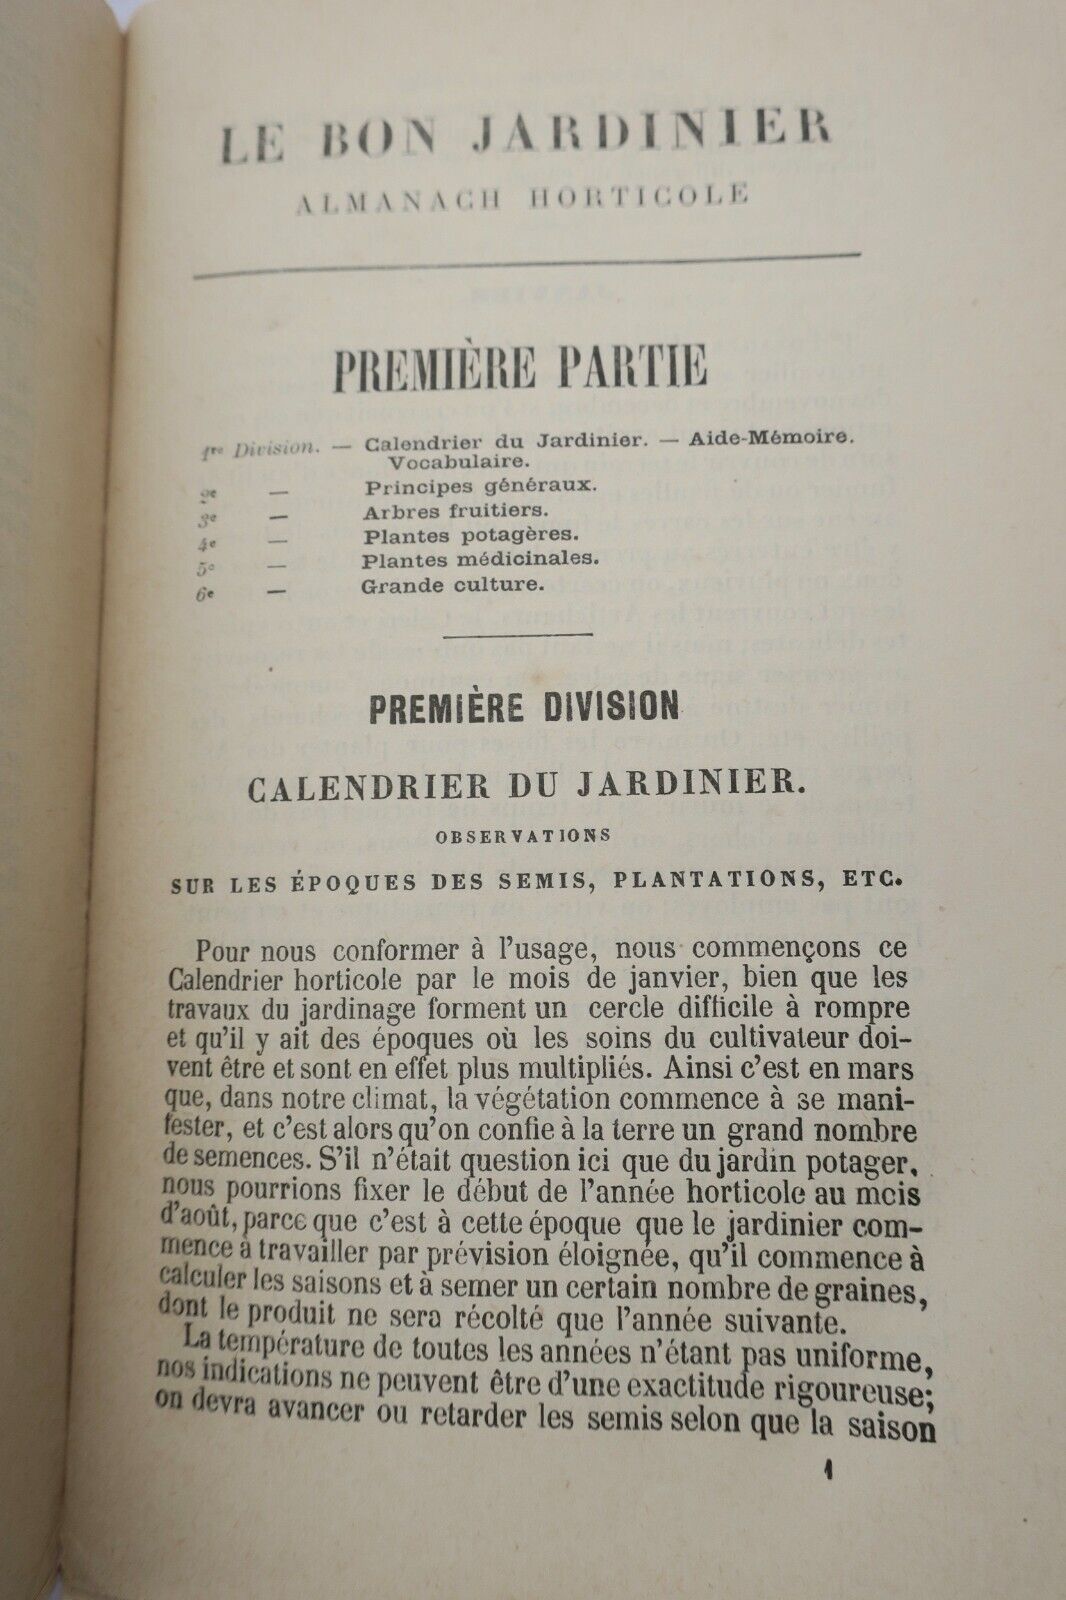 LE BON JARDINIER
ALMANACH HORTICOLE
PREMIÈRE PARTIE
1re Division. — Calendrier du Jardinier. — Aide-Mémoire.
Vocabulaire.
2e — Principes généraux.
3e — Arbres fruitiers.
4e — Plantes potagères.
5e — Plantes médicinales.
6e — Grande culture.
PREMIÈRE DIVISION
CALENDRIER DU JARDINIER.
OBSERVATIONS
SUR LES ÉPOQUES DES SEMIS, PLANTATIONS, ETC.
Pour nous conformer à l'usage, nous commençons ce
Calendrier horticole par le mois de janvier, bien que les
travaux du jardinage forment un cercle difficile à rompre
et qu'il y ait des époques où les soins du cultivateur doi-
vent être et sont en effet plus multipliés. Ainsi c'est en mars
que, dans notre climat, la végétation commence à se mani-
fester, et c'est alors qu'on confie à la terre un grand nombre
de semences. S'il n'était question ici que du jardin potager,
nous pourrions fixer le début de l'année horticole au mois
d'août, parce que c'est à cette époque que le jardinier com-
mence à travailler par prévision éloignée, qu'il commence à
calculer les saisons et à semer un certain nombre de graines,
dont le produit ne sera récolté que l'année suivante.
La température de toutes les années n'étant pas uniforme,
nos indications ne peuvent être d'une exactitude rigoureuse;
on devra avancer ou retarder les semis selon que la saison
1